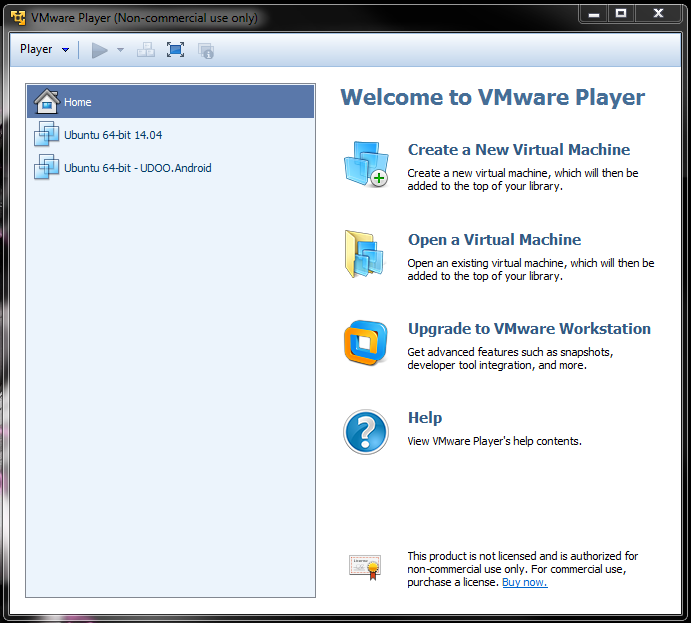 VMware Player (Non-commercial use only)
Player
Home
Ubuntu 64-bit 14.04
Ubuntu 64-bit - UDOO.Android
Welcome to VMware Player
Create a New Virtual Machine
Create a new virtual machine, which will then be
added to the top of your library.
Open a Virtual Machine
Open an existing virtual machine, which will then be
added to the top of your library.
Upgrade to VMware Workstation
Get advanced features such as snapshots,
developer tool integration, and more.
Help
View VMware Player's help contents.
This product is not licensed and is authorized for
non-commercial use only. For commercial use,
purchase a license. Buy now.